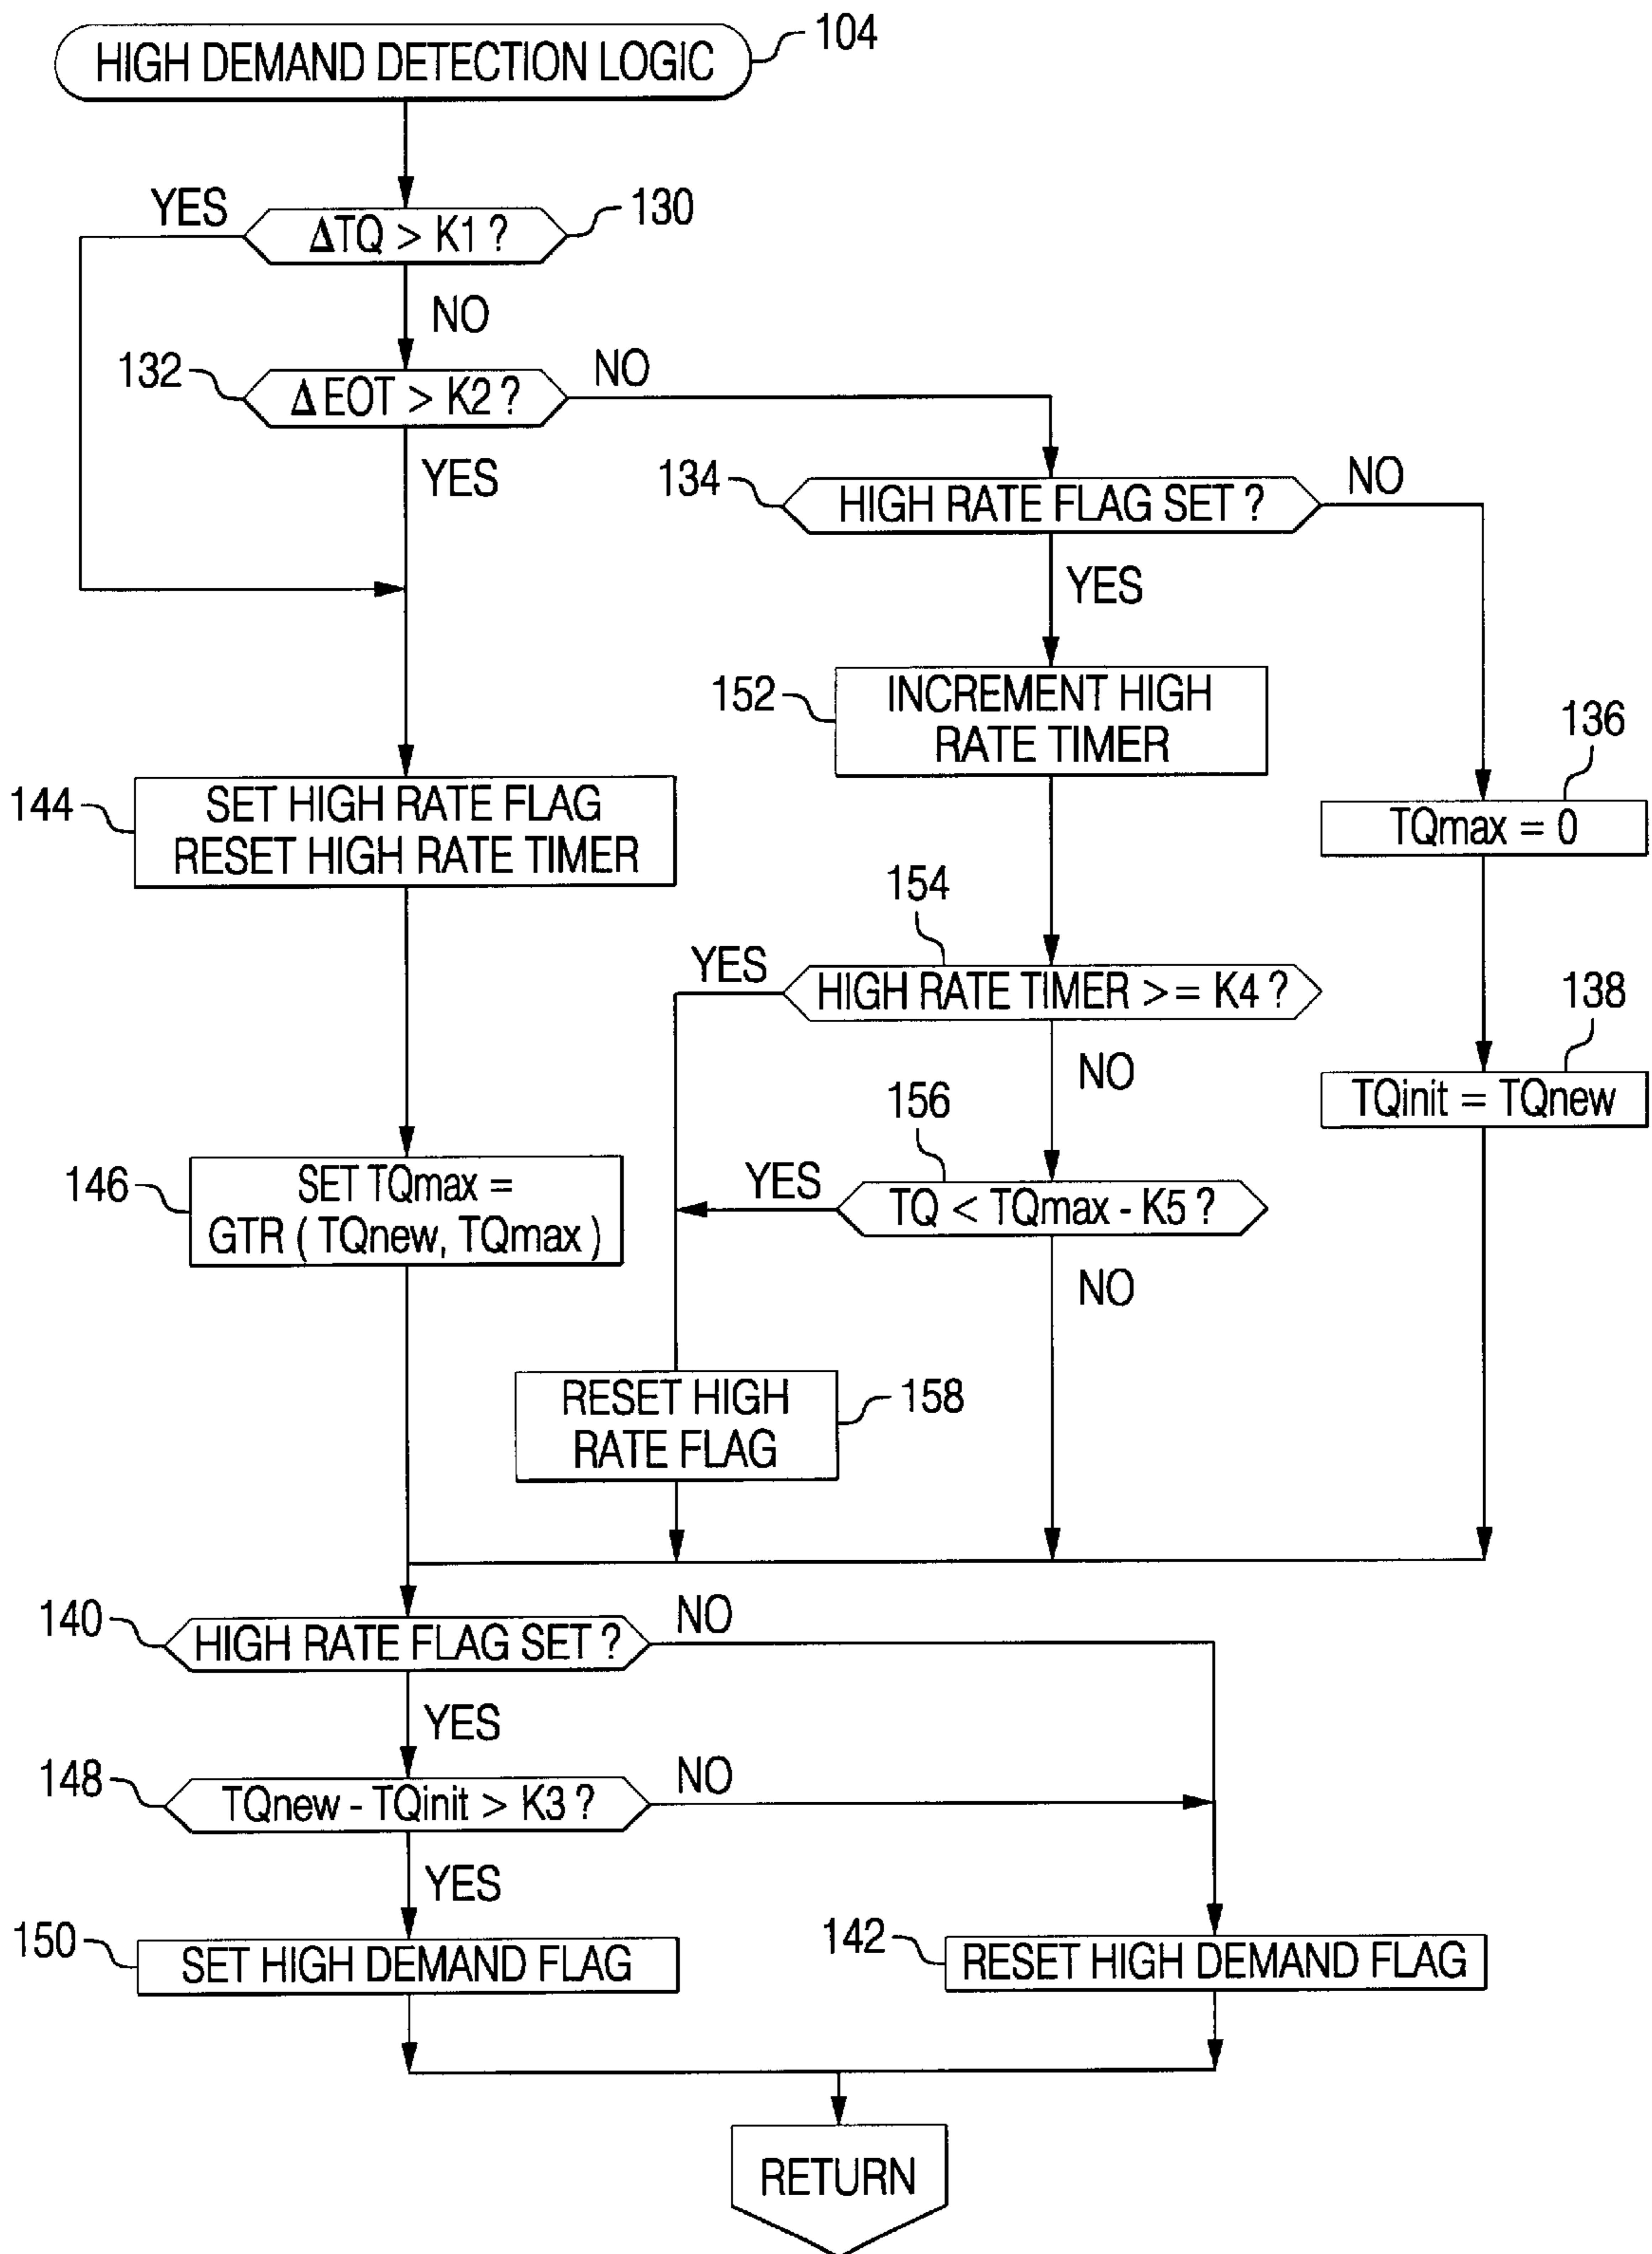 HIGH DEMAND DETECTION LOGIC
104
YES
ΔTQ > K1 ?
130
NO
132
ΔEOT > K2 ?
NO
YES
134
HIGH RATE FLAG SET ?
NO
YES
152
INCREMENT HIGH
RATE TIMER
136
TQmax = 0
144
SET HIGH RATE FLAG
RESET HIGH RATE TIMER
154
YES
HIGH RATE TIMER >= K4 ?
NO
138
TQinit = TQnew
156
YES
TQ < TQmax - K5 ?
NO
146
SET TQmax =
GTR ( TQnew, TQmax )
RESET HIGH
RATE FLAG
158
140
HIGH RATE FLAG SET ?
NO
YES
148
TQnew - TQinit > K3 ?
NO
YES
150
SET HIGH DEMAND FLAG
142
RESET HIGH DEMAND FLAG
RETURN